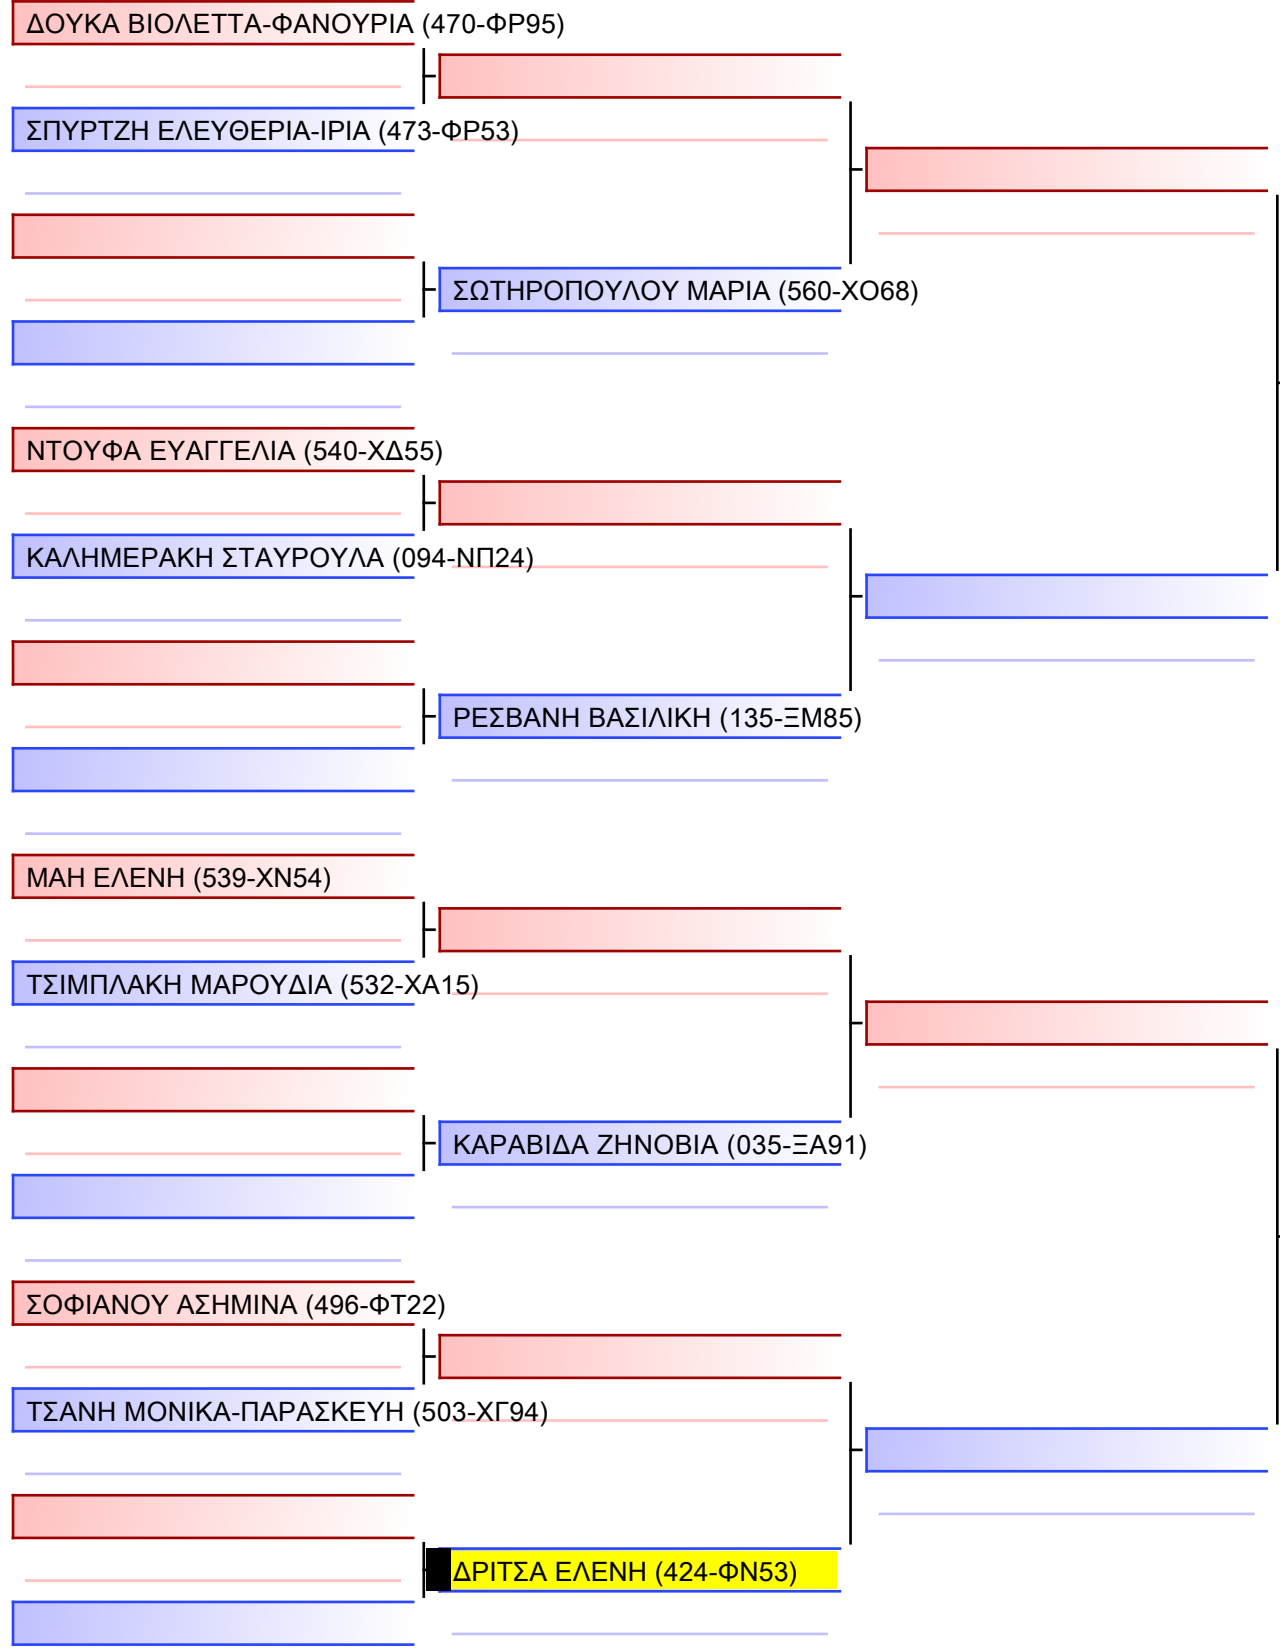 ΔΟΥΚΑ ΒΙΟΛΕΤΤΑ-ΦΑΝΟΥΡΙΑ (470-ΦΡ95)
ΣΠΥΡΤΖΗ ΕΛΕΥΘΕΡΙΑ-ΙΡΙΑ (473-ΦΡ53)
ΣΩΤΗΡΟΠΟΥΛΟΥ ΜΑΡΙΑ (560-ΧΟ68)
ΝΤΟΥΦΑ ΕΥΑΓΓΕΛΙΑ (540-ΧΔ55)
ΚΑΛΗΜΕΡΑΚΗ ΣΤΑΥΡΟΥΛΑ (094-ΝΠ24)
ΡΕΣΒΑΝΗ ΒΑΣΙΛΙΚΗ (135-ΞΜ85)
ΜΑΗ ΕΛΕΝΗ (539-ΧΝ54)
ΤΣΙΜΠΛΑΚΗ ΜΑΡΟΥΔΙΑ (532-ΧΑ15)
ΚΑΡΑΒΙΔΑ ΖΗΝΟΒΙΑ (035-ΞΑ91)
ΣΟΦΙΑΝΟΥ ΑΣΗΜΙΝΑ (496-ΦΤ22)
ΤΣΑΝΗ ΜΟΝΙΚΑ-ΠΑΡΑΣΚΕΥΗ (503-ΧΓ94)
ΔΡΙΤΣΑ ΕΛΕΝΗ (424-ΦΝ53)